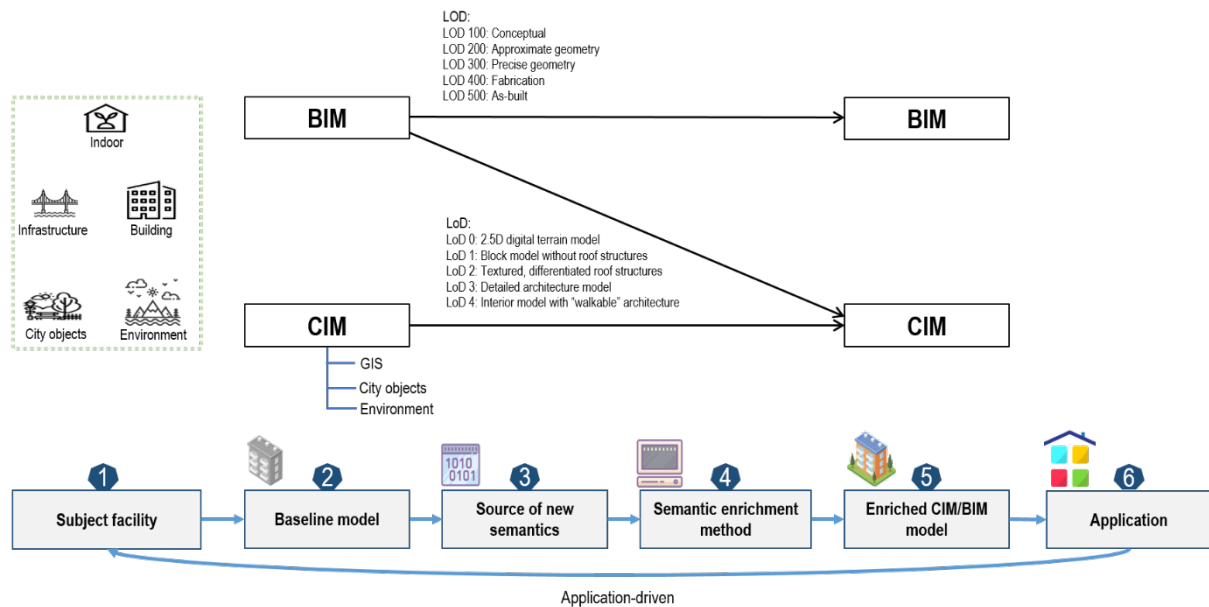 LOD:
LOD 100: Conceptual
LOD 200: Approximate geometry
LOD 300: Precise geometry
LOD 400: Fabrication
LOD 500: As-built
Indoor
Infrastructure
Building
City objects
Environment
BIM
BIM
LoD:
LoD 0: 2.5D digital terrain model
LoD 1: Block model without roof structures
LoD 2: Textured, differentiated roof structures
LoD 3: Detailed architecture model
LoD 4: Interior model with “walkable” architecture
CIM
CIM
GIS
City objects
Environment
1
Subject facility
2
Baseline model
1010
0101
3
Source of new
semantics
4
Semantic enrichment
method
5
Enriched CIM/BIM
model
6
Application
Application-driven